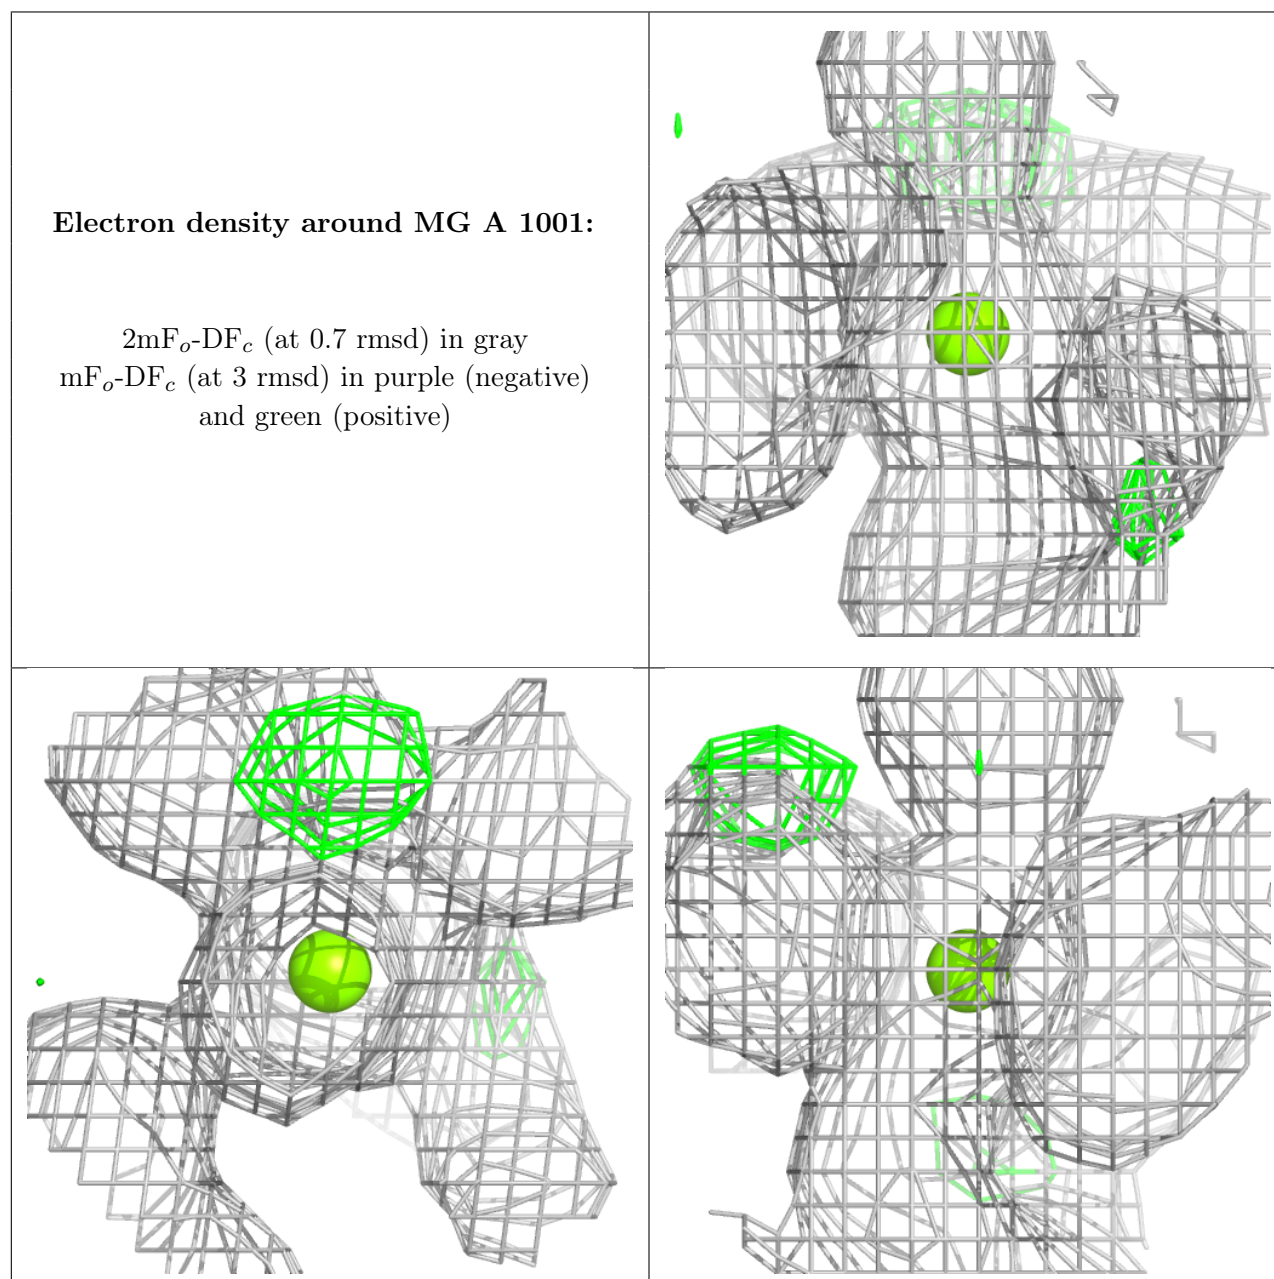 Electron density around MG A 1001:
2mFo-DFc (at 0.7 rmsd) in gray
mFo-DFc (at 3 rmsd) in purple (negative)
and green (positive)